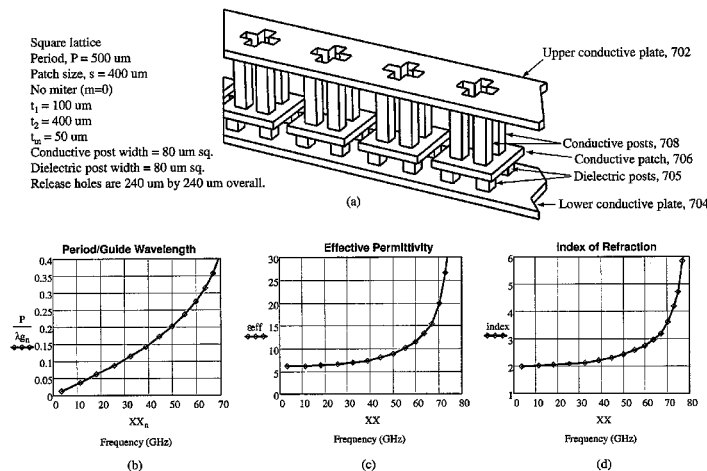 Square lattice
Period, P = 500 um
Patch size, s = 400 um
No miter (m=0)
t1 = 100 um
t2 = 400 um
tm = 50 um
Conductive post width = 80 um sq.
Dielectric post width = 80 um sq.
Release holes are 240 um by 240 um overall.
Upper conductive plate, 702
Conductive posts, 708
Conductive patch, 706
Dielectric posts, 705
Lower conductive plate, 704
(a)
Period/Guide Wavelength
0.4
0.35
0.3
0.25
0.2
0.15
0.1
0.05
0
P
λgn
0 10 20 30 40 50 60 70
XXn
Frequency (GHz)
(b)
Effective Permittivity
30
25
20
15
10
5
0
εeff
0 10 20 30 40 50 60 70 80
XX
Frequency (GHz)
(c)
Index of Refraction
6
5
4
3
2
1
index
0 10 20 30 40 50 60 70 80
XX
Frequency (GHz)
(d)